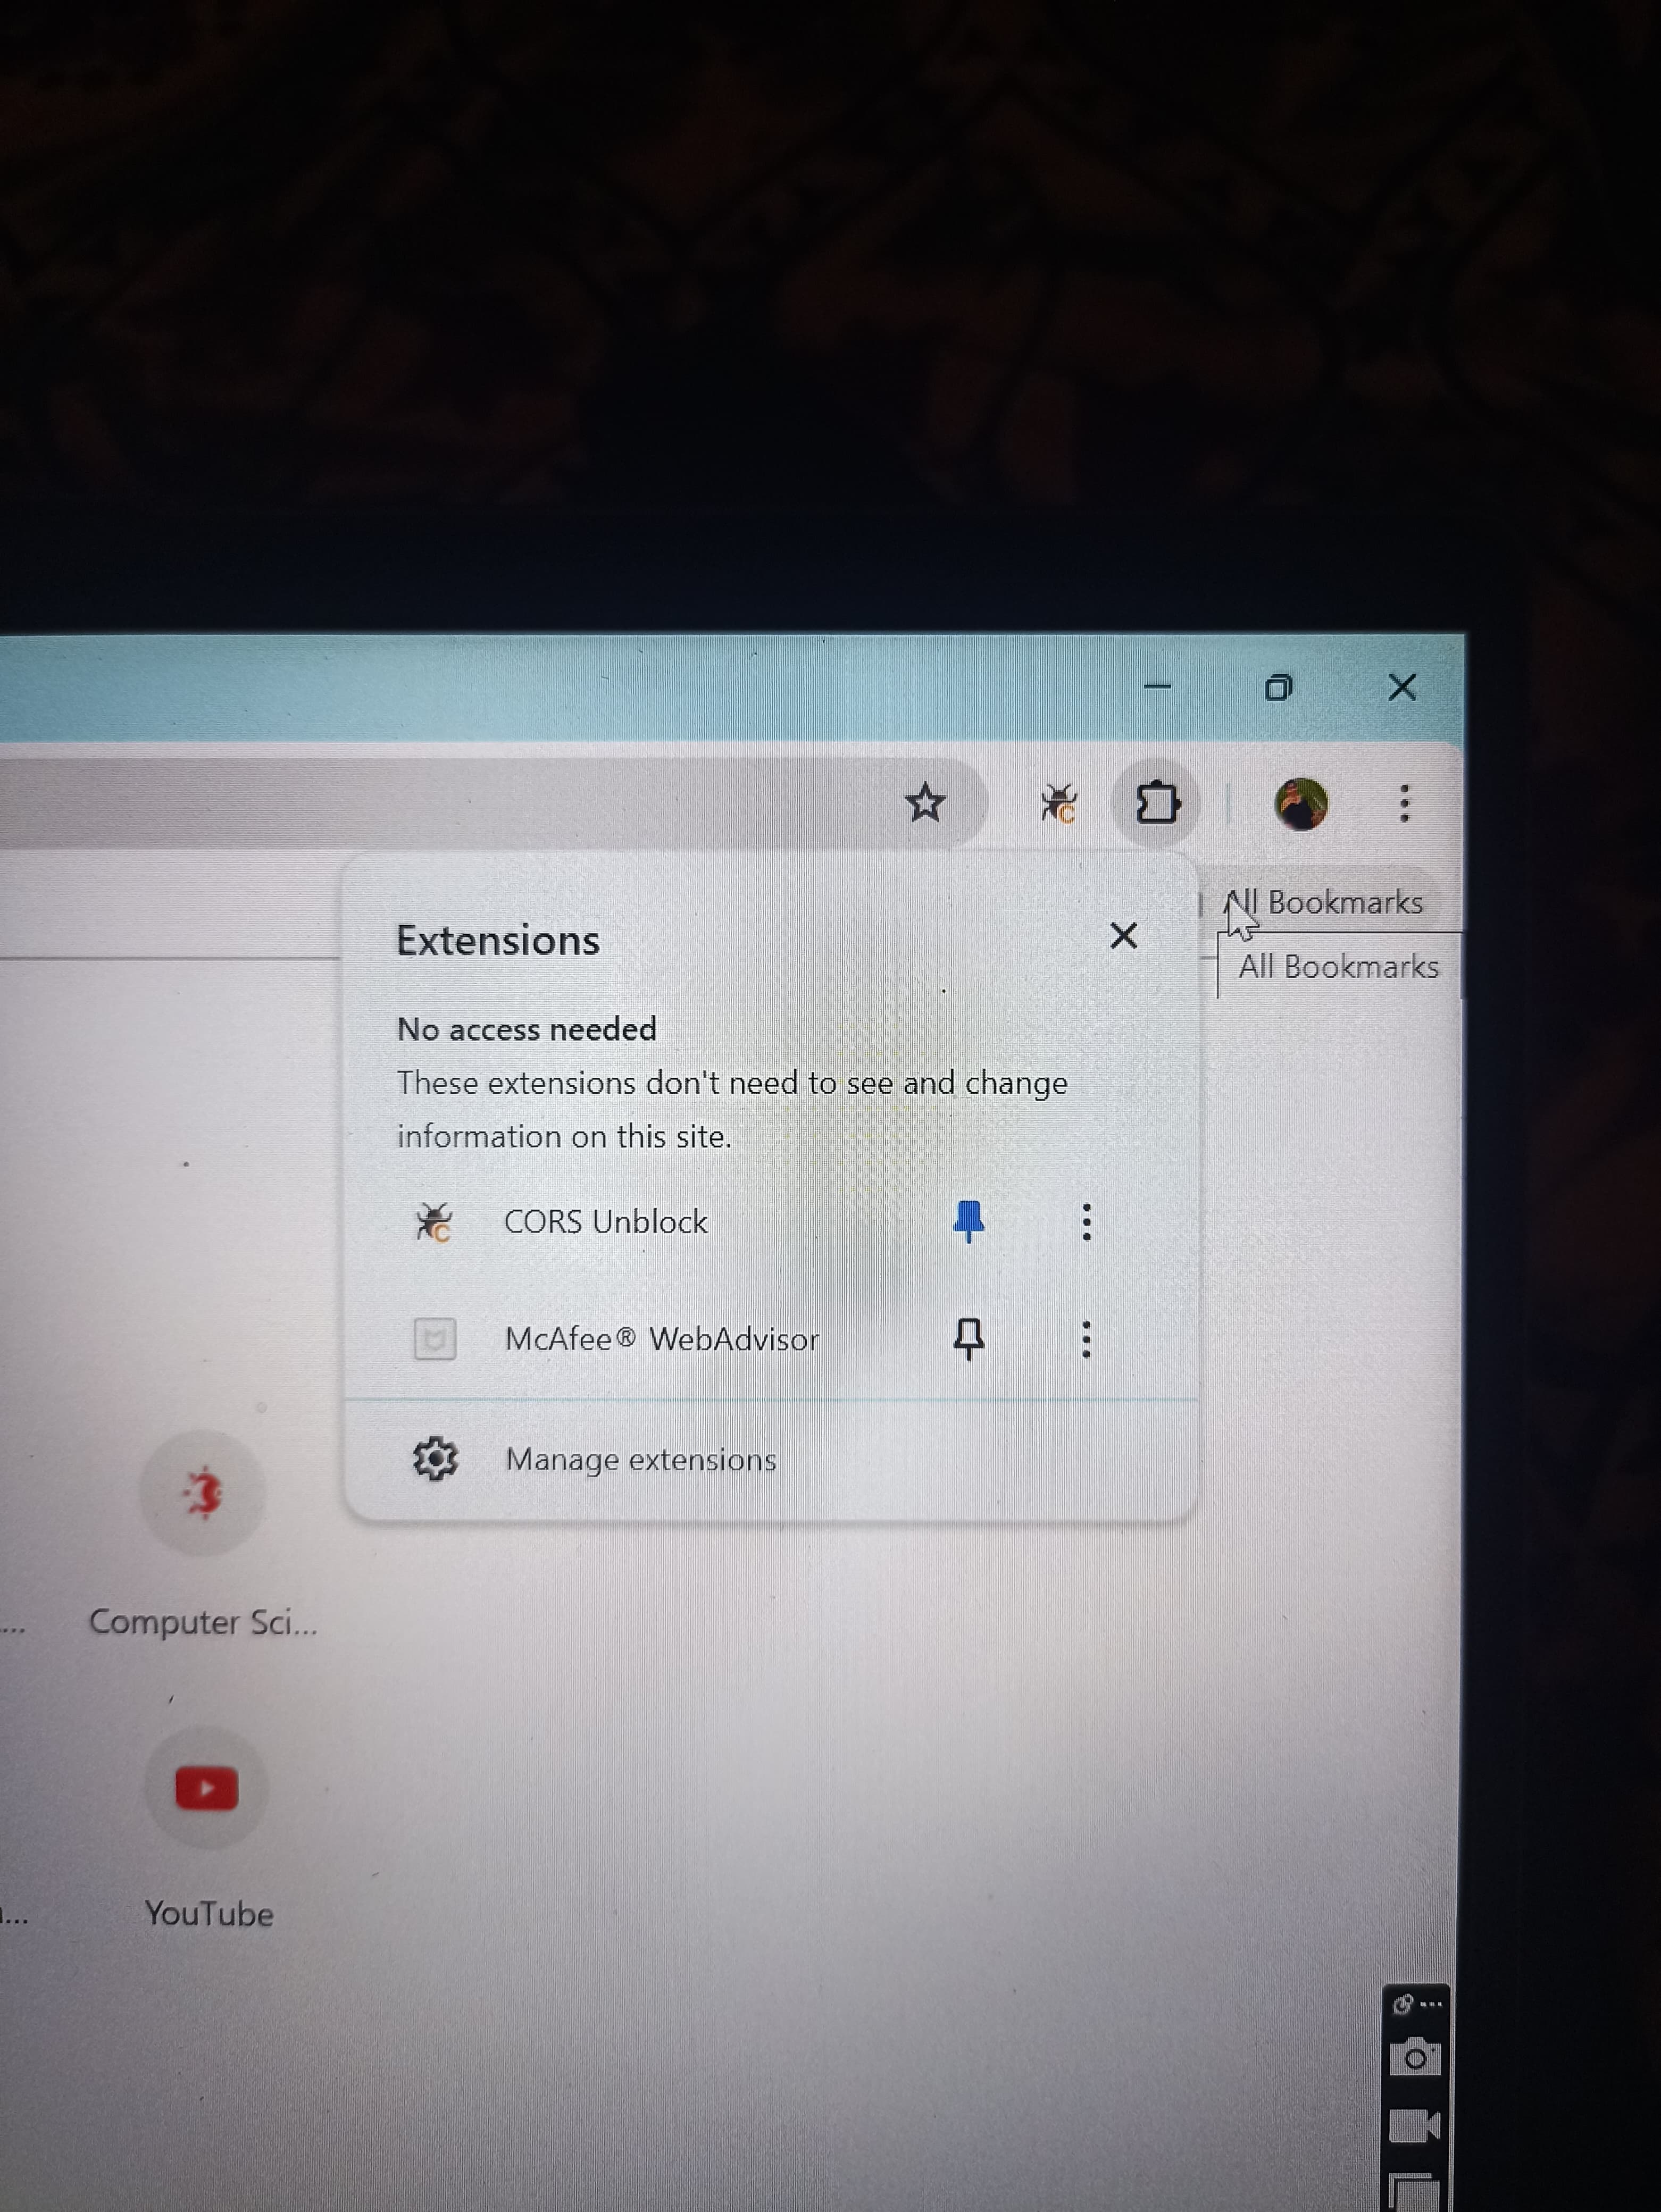 All Bookmarks
All Bookmarks
Extensions
No access needed
These extensions don't need to see and change
information on this site.
CORS Unblock
McAfee® WebAdvisor
Manage extensions
Computer Sci...
YouTube